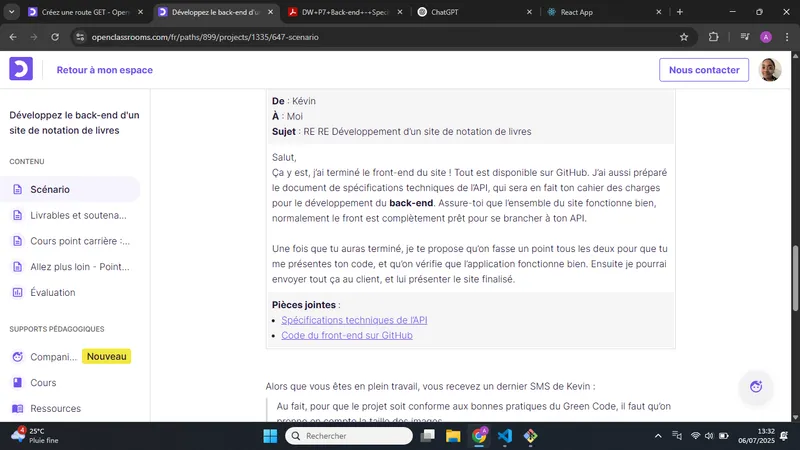 Créez une route GET - Openc
Développez le back-end d'un
DW+P7+Back-end+-+Spec
ChatGPT
React App
openclassrooms.com/fr/paths/899/projects/1335/647-scenario
A
Retour à mon espace
Nous contacter
Développez le back-end d'un
site de notation de livres
CONTENU
Scénario
Livrables et soutena...
Cours point carrière :...
Allez plus loin - Point...
Évaluation
SUPPORTS PÉDAGOGIQUES
Compani... Nouveau
Cours
Ressources
De : Kévin
À : Moi
Sujet : RE RE Développement d'un site de notation de livres
Salut,
Ça y est, j'ai terminé le front-end du site ! Tout est disponible sur GitHub. J'ai aussi préparé
le document de spécifications techniques de l'API, qui sera en fait ton cahier des charges
pour le développement du back-end. Assure-toi que l'ensemble du site fonctionne bien,
normalement le front est complètement prêt pour se brancher à ton API.
Une fois que tu auras terminé, je te propose qu'on fasse un point tous les deux pour que tu
me présentes ton code, et qu'on vérifie que l'application fonctionne bien. Ensuite je pourrai
envoyer tout ça au client, et lui présenter le site finalisé.
Pièces jointes :
• Spécifications techniques de l'API
• Code du front-end sur GitHub
Alors que vous êtes en plein travail, vous recevez un dernier SMS de Kevin :
Au fait, pour que le projet soit conforme aux bonnes pratiques du Green Code, il faut qu'on
prenne en compte la taille des images
4
25°C
Pluie fine
Rechercher
A
13:32
06/07/2025